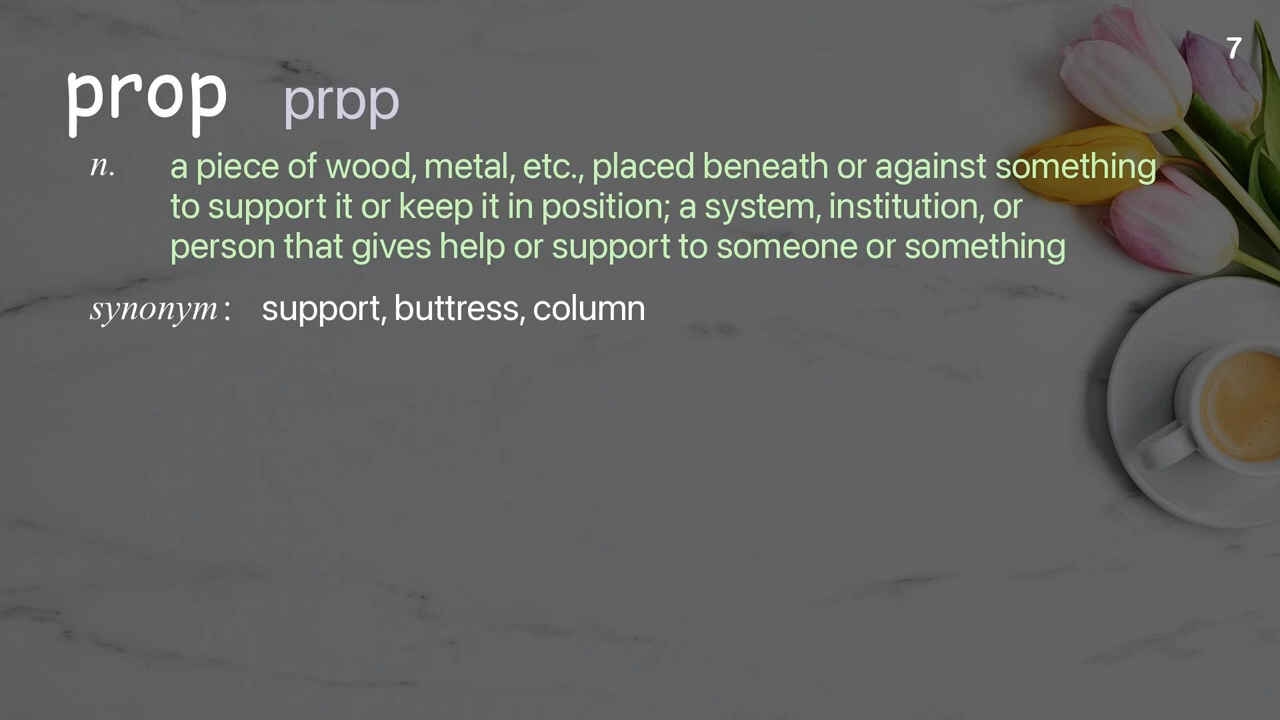 7
prop prɒp
n. a piece of wood, metal, etc., placed beneath or against something
to support it or keep it in position; a system, institution, or
person that gives help or support to someone or something
synonym: support, buttress, column